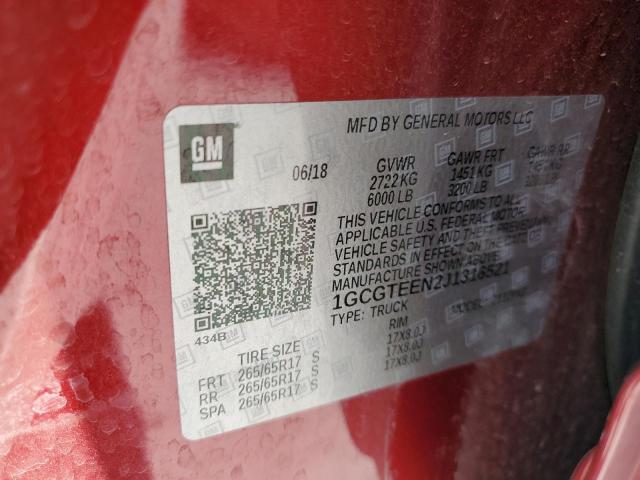 GM
MFD BY GENERAL MOTORS LLC
06/18
GVWR GAWR FRT GAWR RR
2722 KG 1451 KG
6000 LB 3200 LB
THIS VEHICLE CONFORMS TO ALL
APPLICABLE U.S. FEDERAL MOTOR
VEHICLE SAFETY AND THEFT PREVENTION
STANDARDS IN EFFECT ON THE DATE OF
MANUFACTURE SHOWN ABOVE.
1GCGTEEN2J1316521
TYPE: TRUCK MODEL:
434B
TIRE SIZE RIM
FRT 265/65R17 S 17X8.0J
RR 265/65R17 S 17X8.0J
SPA 265/65R17 S 17X8.0J